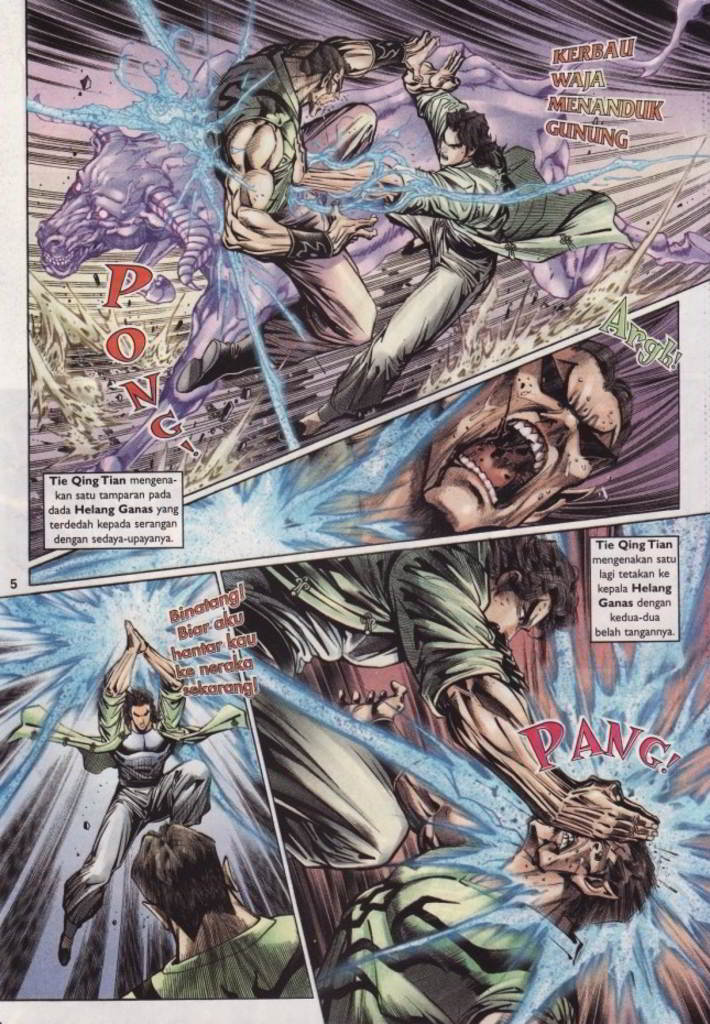 KERBAU
WAJA
MENANDUK
GUNUNG
PONG!
Argh!
Tie Qing Tian mengena-
kan satu tamparan pada
dada Helang Ganas yang
terdedah kepada serangan
dengan sedaya-upayanya.
Tie Qing Tian
mengenakan satu
lagi tetakan ke
kepala Helang
Ganas dengan
kedua-dua
belah tangannya.
5
Binatang!
Biar aku
hantar kau
ke neraka
sekarang!
PANG!